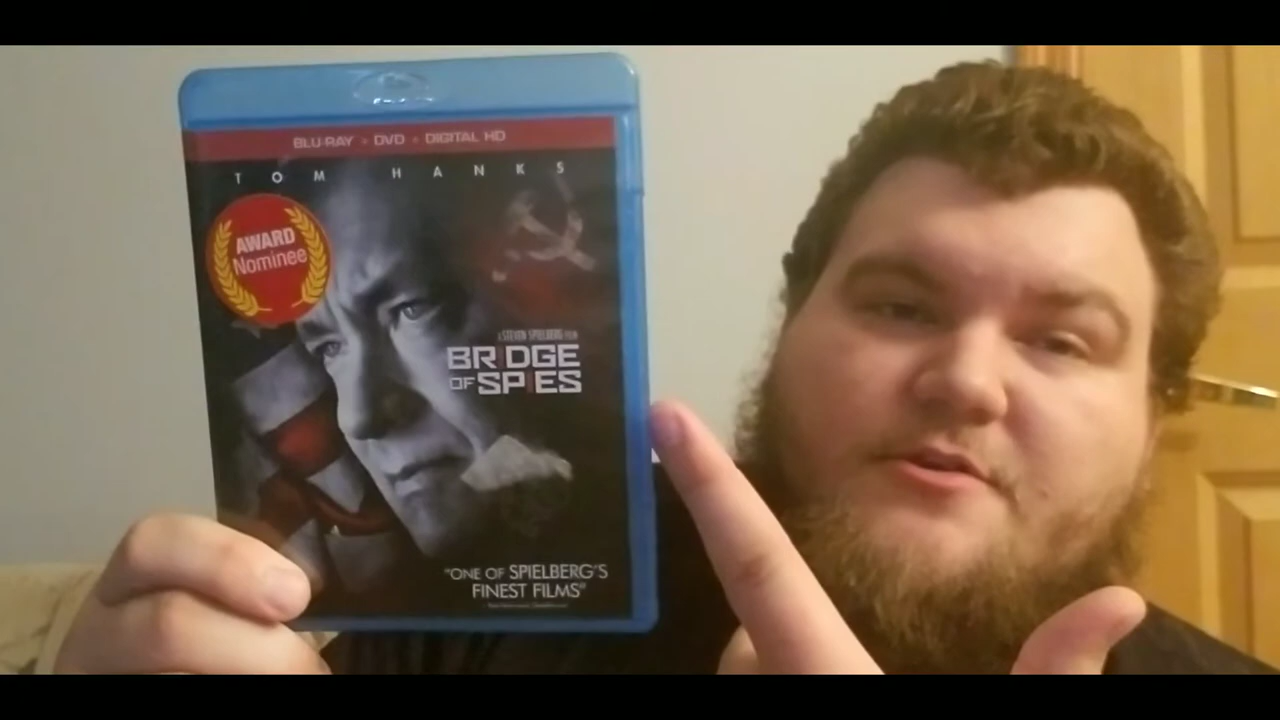 BLU-RAY + DVD + DIGITAL HD
TOM HANKS
AWARD
Nominee
A STEVEN SPIELBERG FILM
BRIDGE
OF SPIES
"ONE OF SPIELBERG'S
FINEST FILMS"